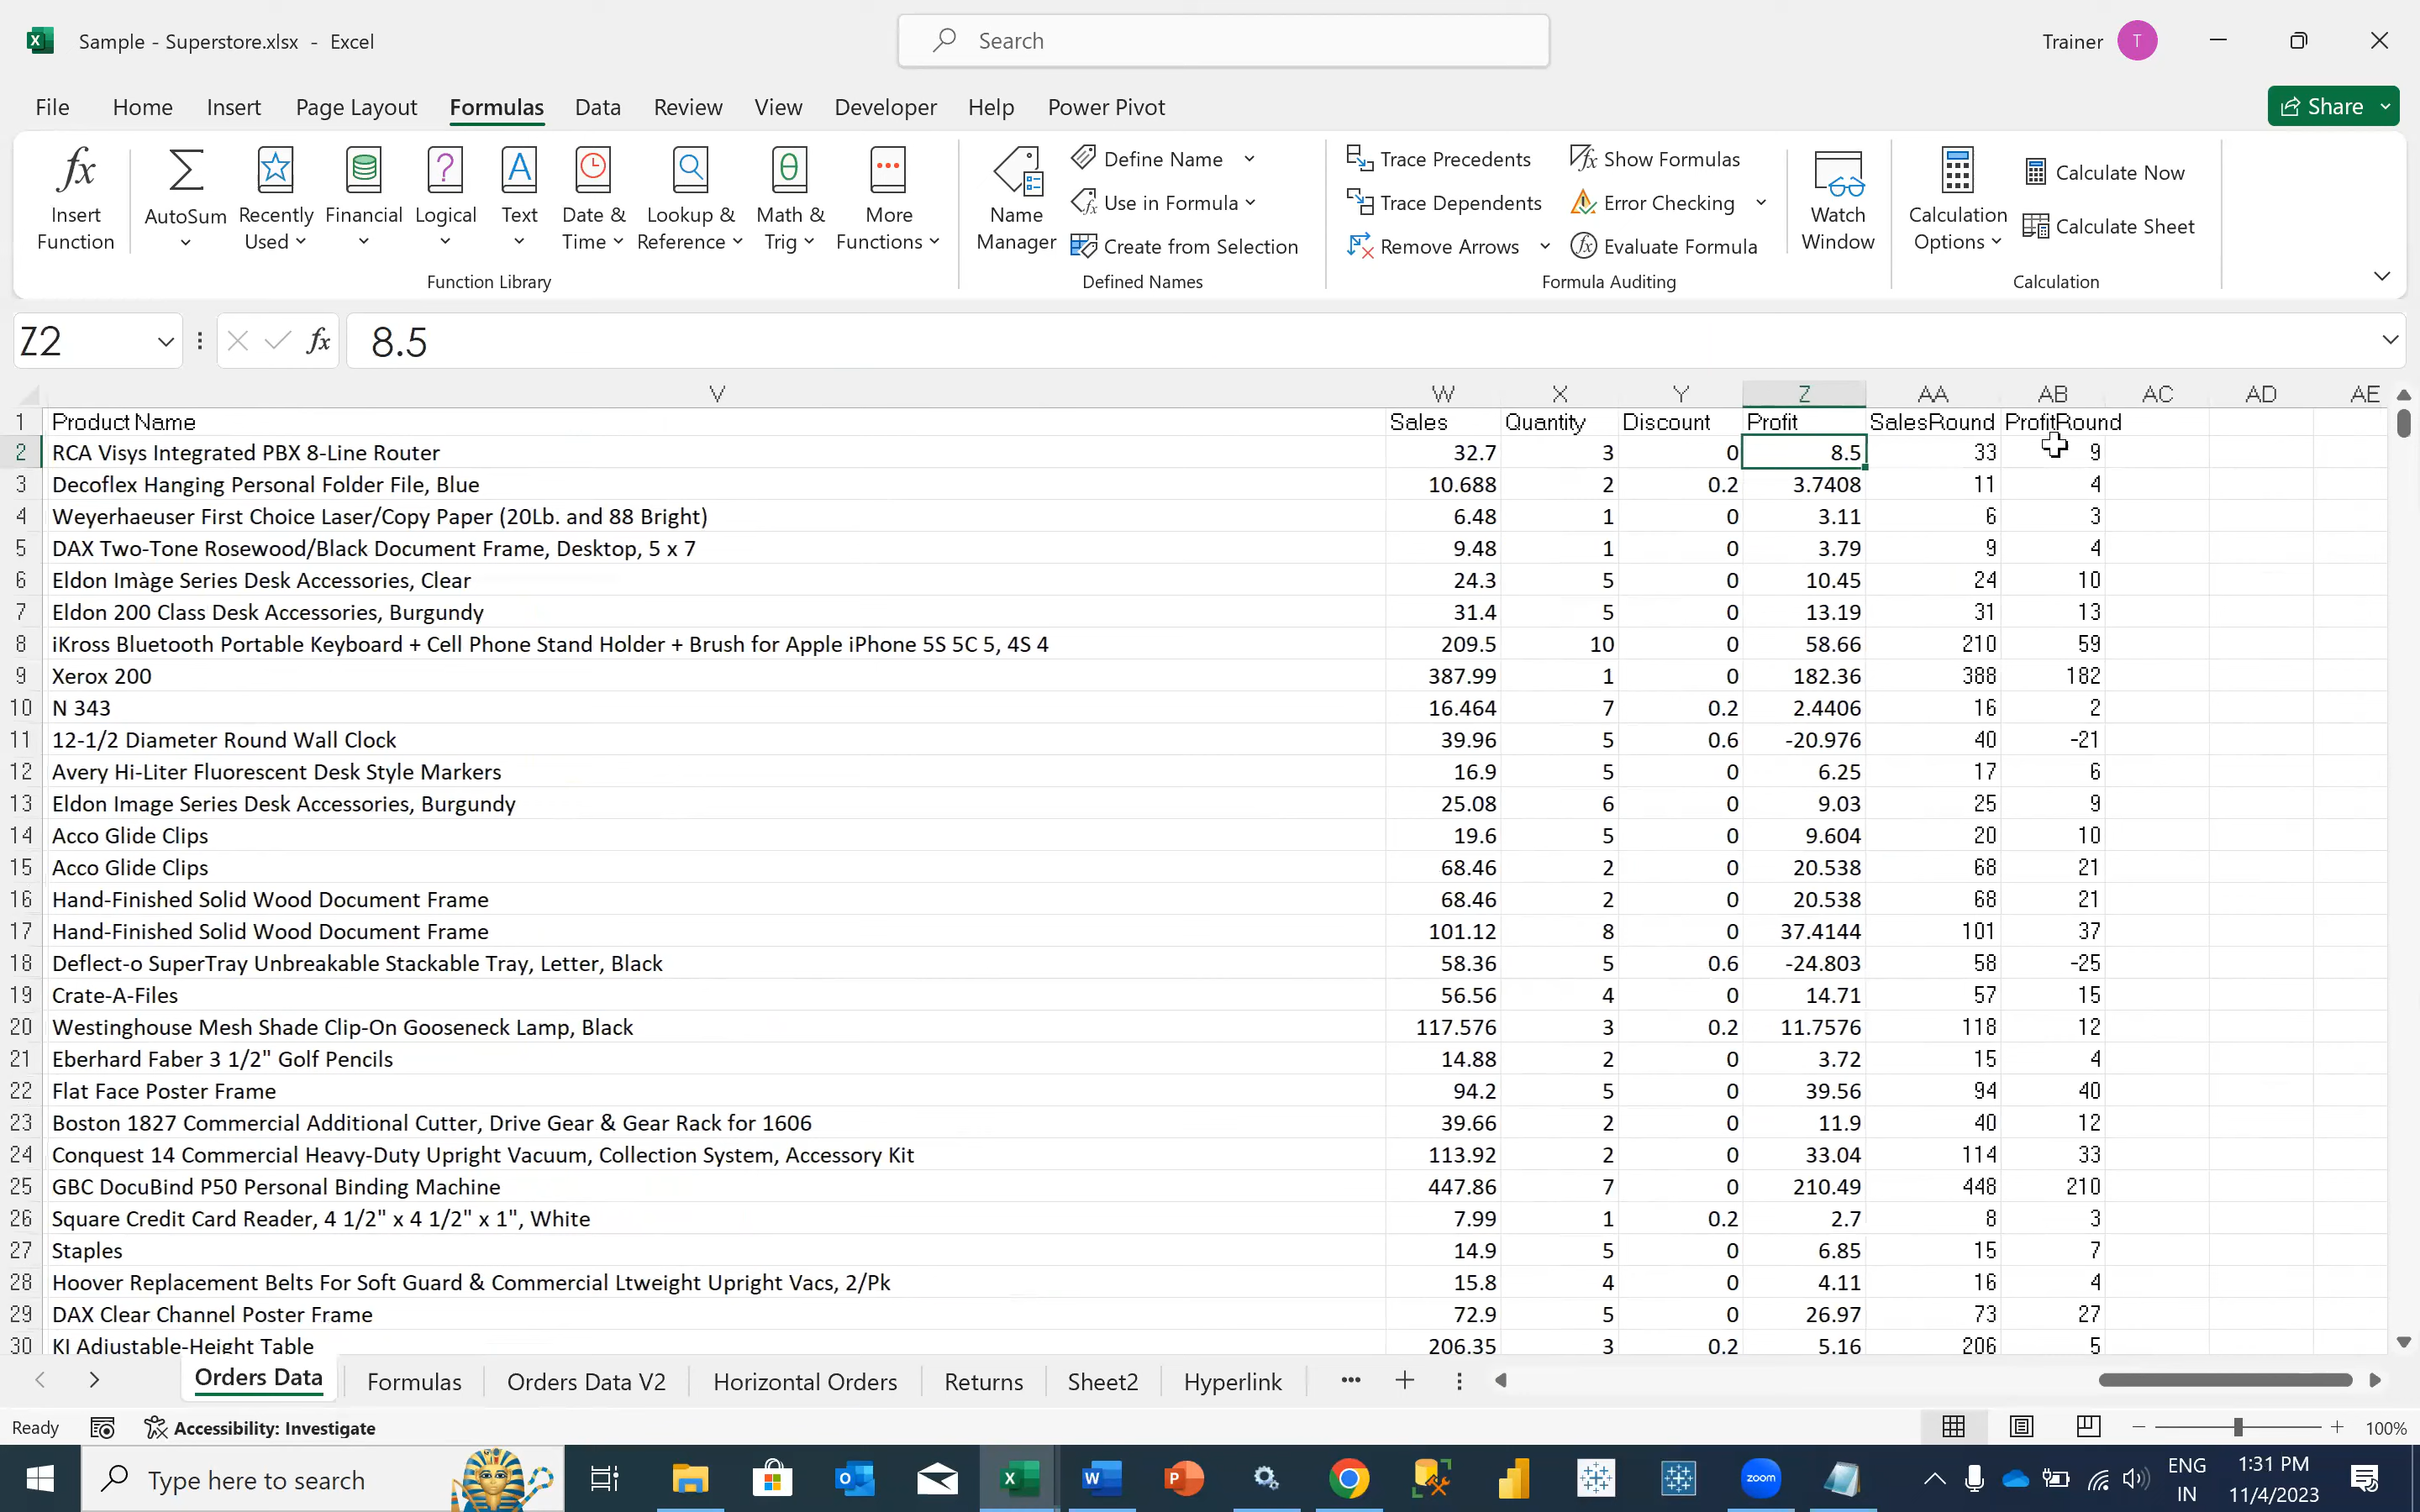 Sample - Superstore.xlsx - Excel
Search
Trainer T
File Home Insert Page Layout Formulas Data Review View Developer Help Power Pivot
Share
Insert Function
AutoSum
Recently Used
Financial
Logical
Text
Date & Time
Lookup & Reference
Math & Trig
More Functions
Function Library
Name Manager
Define Name
Use in Formula
Create from Selection
Defined Names
Trace Precedents
Trace Dependents
Remove Arrows
Show Formulas
Error Checking
Evaluate Formula
Formula Auditing
Watch Window
Calculation Options
Calculate Now
Calculate Sheet
Calculation
Z2 fx 8.5
V W X Y Z AA AB AC AD AE
1 Product Name Sales Quantity Discount Profit SalesRound ProfitRound
2 RCA Visys Integrated PBX 8-Line Router 32.7 3 0 8.5 33 9
3 Decoflex Hanging Personal Folder File, Blue 10.688 2 0.2 3.7408 11 4
4 Weyerhaeuser First Choice Laser/Copy Paper (20Lb. and 88 Bright) 6.48 1 0 3.11 6 3
5 DAX Two-Tone Rosewood/Black Document Frame, Desktop, 5 x 7 9.48 1 0 3.79 9 4
6 Eldon Imàge Series Desk Accessories, Clear 24.3 5 0 10.45 24 10
7 Eldon 200 Class Desk Accessories, Burgundy 31.4 5 0 13.19 31 13
8 iKross Bluetooth Portable Keyboard + Cell Phone Stand Holder + Brush for Apple iPhone 5S 5C 5, 4S 4 209.5 10 0 58.66 210 59
9 Xerox 200 387.99 1 0 182.36 388 182
10 N 343 16.464 7 0.2 2.4406 16 2
11 12-1/2 Diameter Round Wall Clock 39.96 5 0.6 -20.976 40 -21
12 Avery Hi-Liter Fluorescent Desk Style Markers 16.9 5 0 6.25 17 6
13 Eldon Image Series Desk Accessories, Burgundy 25.08 6 0 9.03 25 9
14 Acco Glide Clips 19.6 5 0 9.604 20 10
15 Acco Glide Clips 68.46 2 0 20.538 68 21
16 Hand-Finished Solid Wood Document Frame 68.46 2 0 20.538 68 21
17 Hand-Finished Solid Wood Document Frame 101.12 8 0 37.4144 101 37
18 Deflect-o SuperTray Unbreakable Stackable Tray, Letter, Black 58.36 5 0.6 -24.803 58 -25
19 Crate-A-Files 56.56 4 0 14.71 57 15
20 Westinghouse Mesh Shade Clip-On Gooseneck Lamp, Black 117.576 3 0.2 11.7576 118 12
21 Eberhard Faber 3 1/2" Golf Pencils 14.88 2 0 3.72 15 4
22 Flat Face Poster Frame 94.2 5 0 39.56 94 40
23 Boston 1827 Commercial Additional Cutter, Drive Gear & Gear Rack for 1606 39.66 2 0 11.9 40 12
24 Conquest 14 Commercial Heavy-Duty Upright Vacuum, Collection System, Accessory Kit 113.92 2 0 33.04 114 33
25 GBC DocuBind P50 Personal Binding Machine 447.86 7 0 210.49 448 210
26 Square Credit Card Reader, 4 1/2" x 4 1/2" x 1", White 7.99 1 0.2 2.7 8 3
27 Staples 14.9 5 0 6.85 15 7
28 Hoover Replacement Belts For Soft Guard & Commercial Ltweight Upright Vacs, 2/Pk 15.8 4 0 4.11 16 4
29 DAX Clear Channel Poster Frame 72.9 5 0 26.97 73 27
30 KI Adjustable-Height Table 206.35 3 0.2 5.16 206 5
Orders Data Formulas Orders Data V2 Horizontal Orders Returns Sheet2 Hyperlink
Ready Accessibility: Investigate 100%
Type here to search
zoom
ENG IN
1:31 PM
11/4/2023